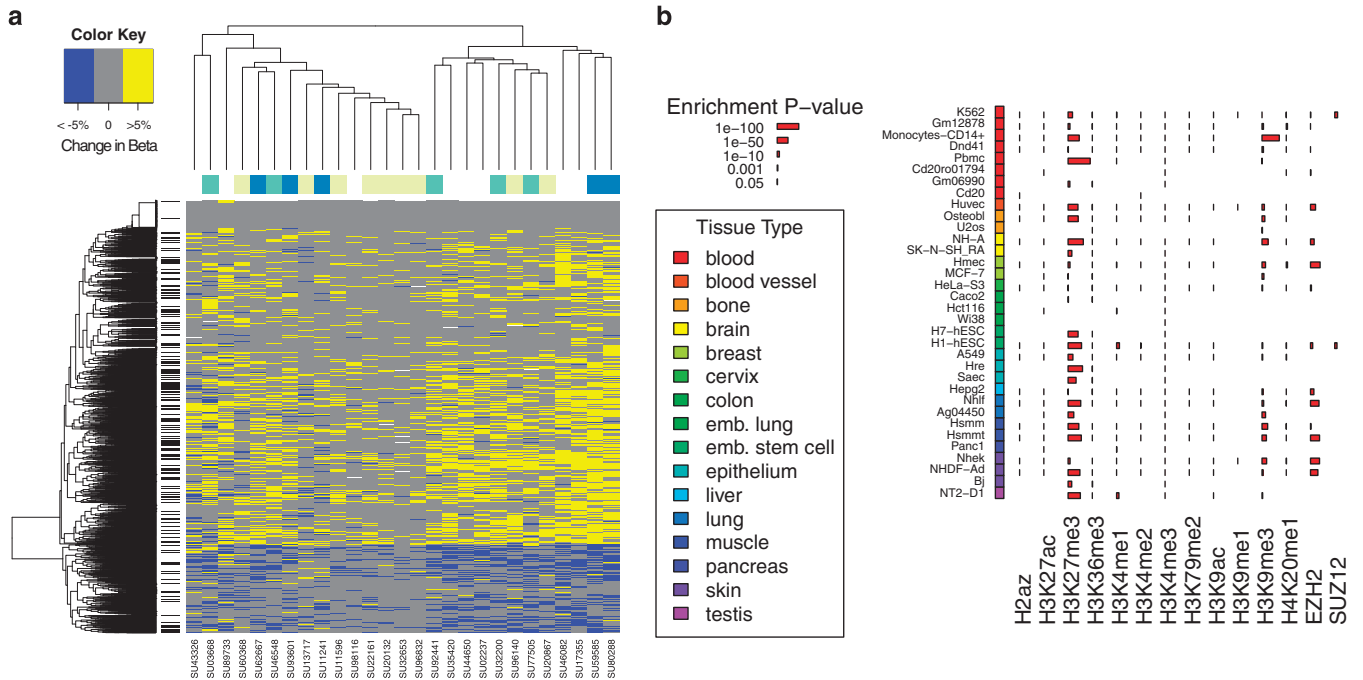 a
Color Key
< -5% 0 >5%
Change in Beta
SU43326
SU03668
SU89733
SU60368
SU62667
SU46548
SU93601
SU13717
SU11241
SU11596
SU98116
SU22161
SU20132
SU32653
SU96832
SU92441
SU35420
SU44650
SU02237
SU32200
SU96140
SU77505
SU20867
SU46082
SU17355
SU59585
SU80288
b
Enrichment P-value
1e-100
1e-50
1e-10
0.001
0.05
Tissue Type
blood
blood vessel
bone
brain
breast
cervix
colon
emb. lung
emb. stem cell
epithelium
liver
lung
muscle
pancreas
skin
testis
K562
Gm12878
Monocytes-CD14+
Dnd41
Pbmc
Cd20ro01794
Gm06990
Cd20
Huvec
Osteobl
U2os
NH-A
SK-N-SH_RA
Hmec
MCF-7
HeLa-S3
Caco2
Hct116
Wi38
H7-hESC
H1-hESC
A549
Hre
Saec
Hepg2
Nhlf
Ag04450
Hsmm
Hsmmt
Panc1
Nhek
NHDF-Ad
Bj
NT2-D1
H2az
H3K27ac
H3K27me3
H3K36me3
H3K4me1
H3K4me2
H3K4me3
H3K79me2
H3K9ac
H3K9me1
H3K9me3
H4K20me1
EZH2
SUZ12